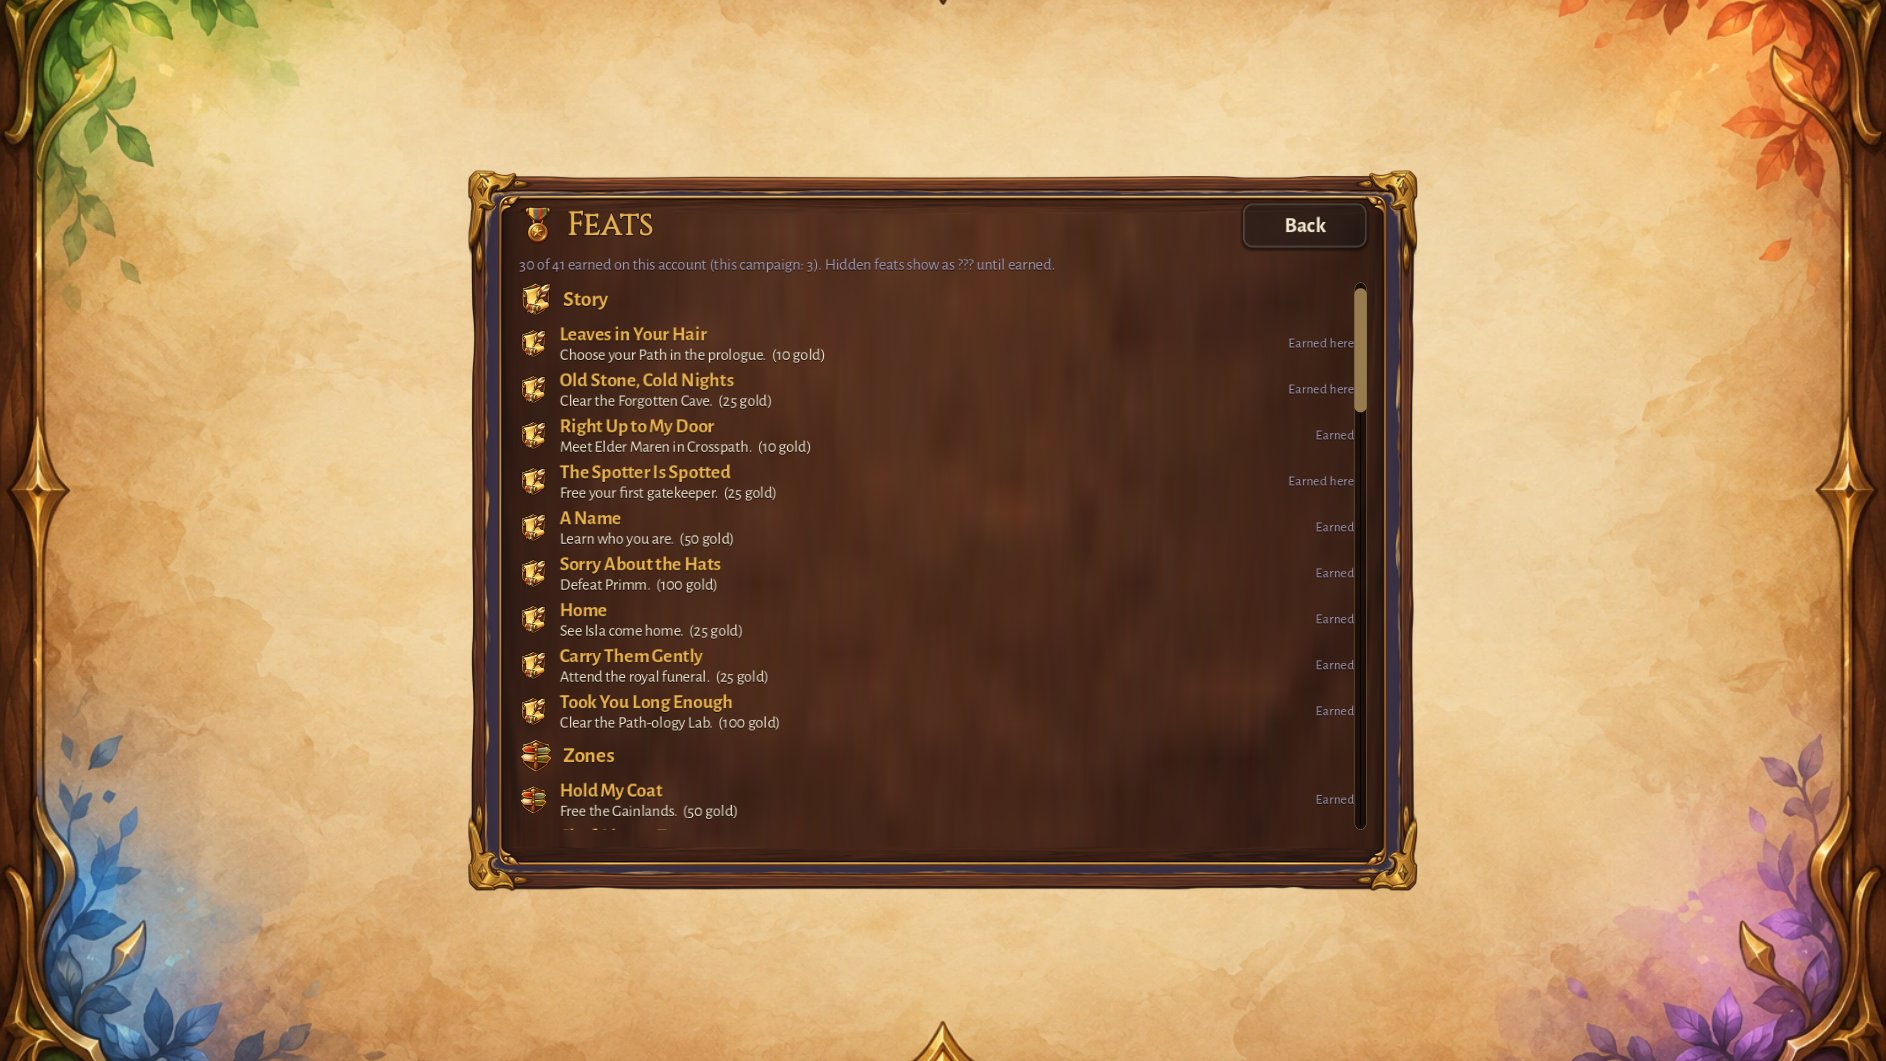 Feats
Back
30 of 41 earned on this account (this campaign: 3). Hidden feats show as ??? until earned.
Story
Leaves in Your Hair
Choose your Path in the prologue. (10 gold)
Earned here
Old Stone, Cold Nights
Clear the Forgotten Cave. (25 gold)
Earned here
Right Up to My Door
Meet Elder Maren in Crosspath. (10 gold)
Earned
The Spotter Is Spotted
Free your first gatekeeper. (25 gold)
Earned here
A Name
Learn who you are. (50 gold)
Earned
Sorry About the Hats
Defeat Primm. (100 gold)
Earned
Home
See Isla come home. (25 gold)
Earned
Carry Them Gently
Attend the royal funeral. (25 gold)
Earned
Took You Long Enough
Clear the Path-ology Lab. (100 gold)
Earned
Zones
Hold My Coat
Free the Gainlands. (50 gold)
Earned